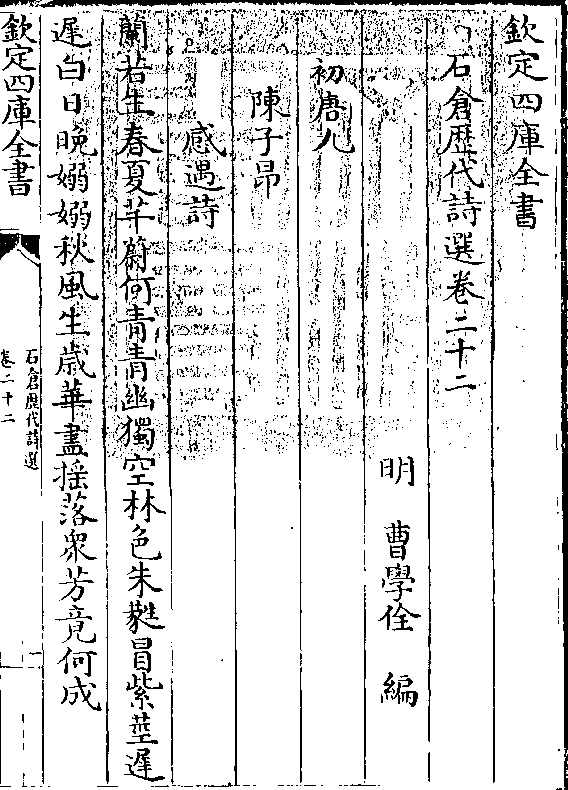 欽定四庫全書
石倉歴代詩選卷二十二
明　曹學佺　編
初唐九
陳子昂
感遇詩
蘭若生春夏芊蔚何青青幽獨空林色朱蕤冒紫莖遲
遲白日晚嫋嫋秋風生歲華盡揺落衆芳竟何成
欽定四庫全書
石倉歴代詩選
卷二十二